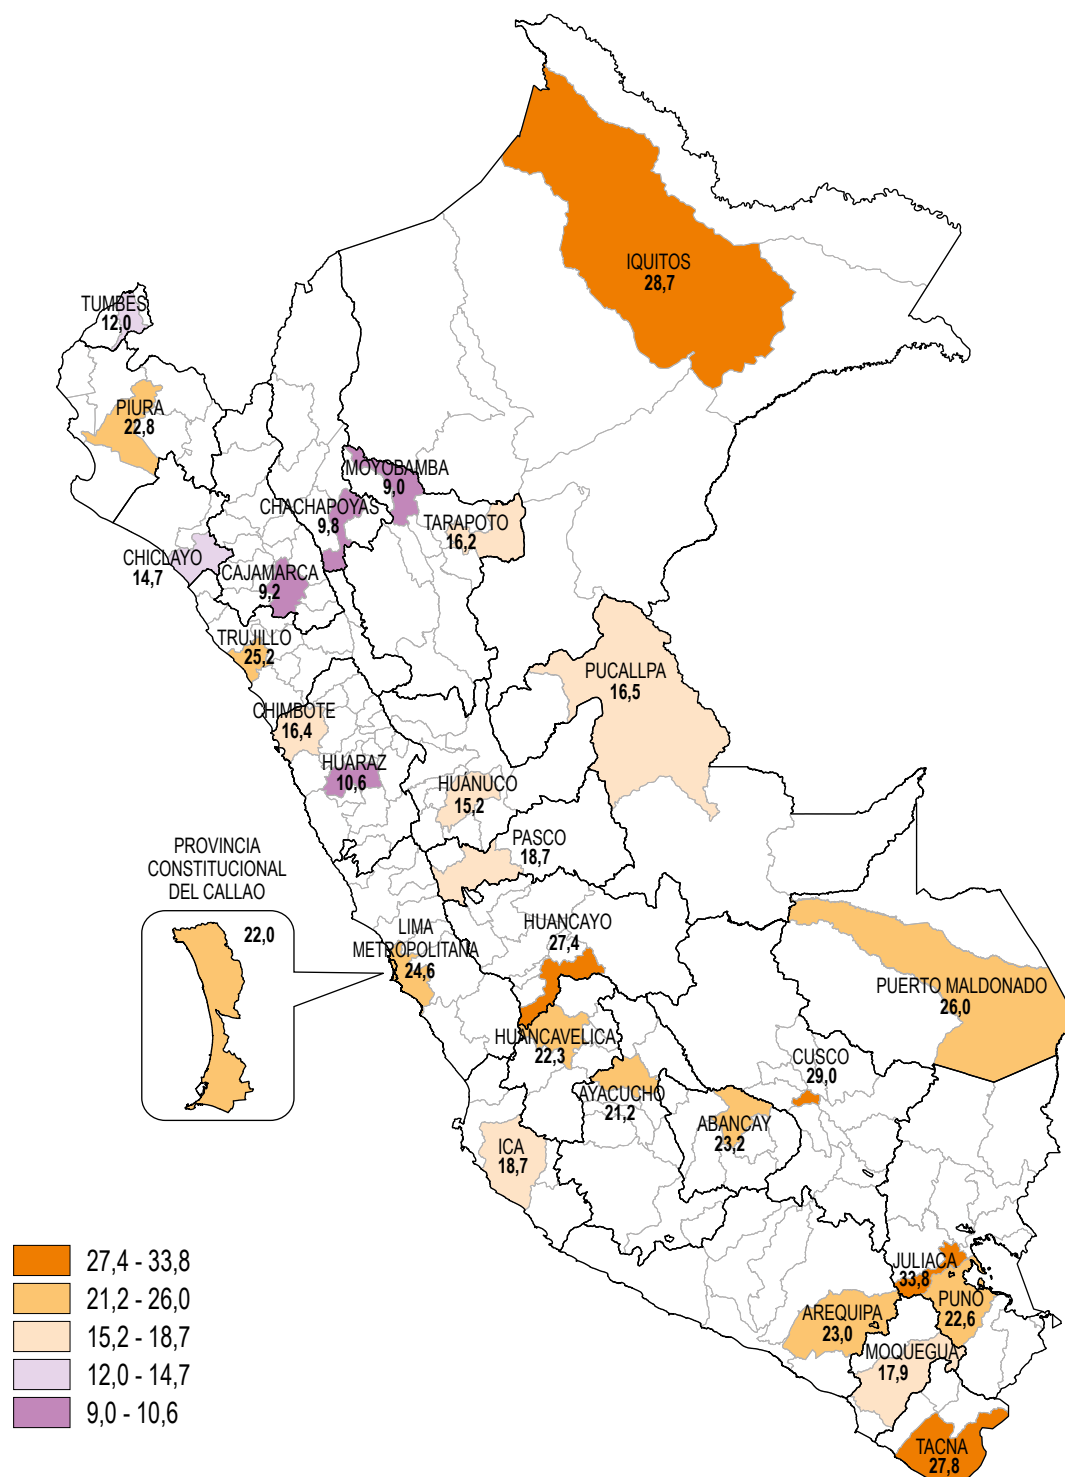 IQUITOS
28,7
TUMBES
12,0
PIURA
22,8
MOYOBAMBA
9,0
CHACHAPOYAS
9,8
TARAPOTO
16,2
CHICLAYO
14,7
CAJAMARCA
9,2
TRUJILLO
25,2
PUCALLPA
16,5
CHIMBOTE
16,4
HUARAZ
10,6
HUÁNUCO
15,2
PASCO
18,7
PROVINCIA
CONSTITUCIONAL
DEL CALLAO
22,0
LIMA
METROPOLITANA
24,6
HUANCAYO
27,4
PUERTO MALDONADO
26,0
HUANCAVELICA
22,3
CUSCO
29,0
AYACUCHO
21,2
ABANCAY
23,2
ICA
18,7
JULIACA
33,8
PUNO
22,6
AREQUIPA
23,0
MOQUEGUA
17,9
TACNA
27,8
27,4 - 33,8
21,2 - 26,0
15,2 - 18,7
12,0 - 14,7
9,0 - 10,6